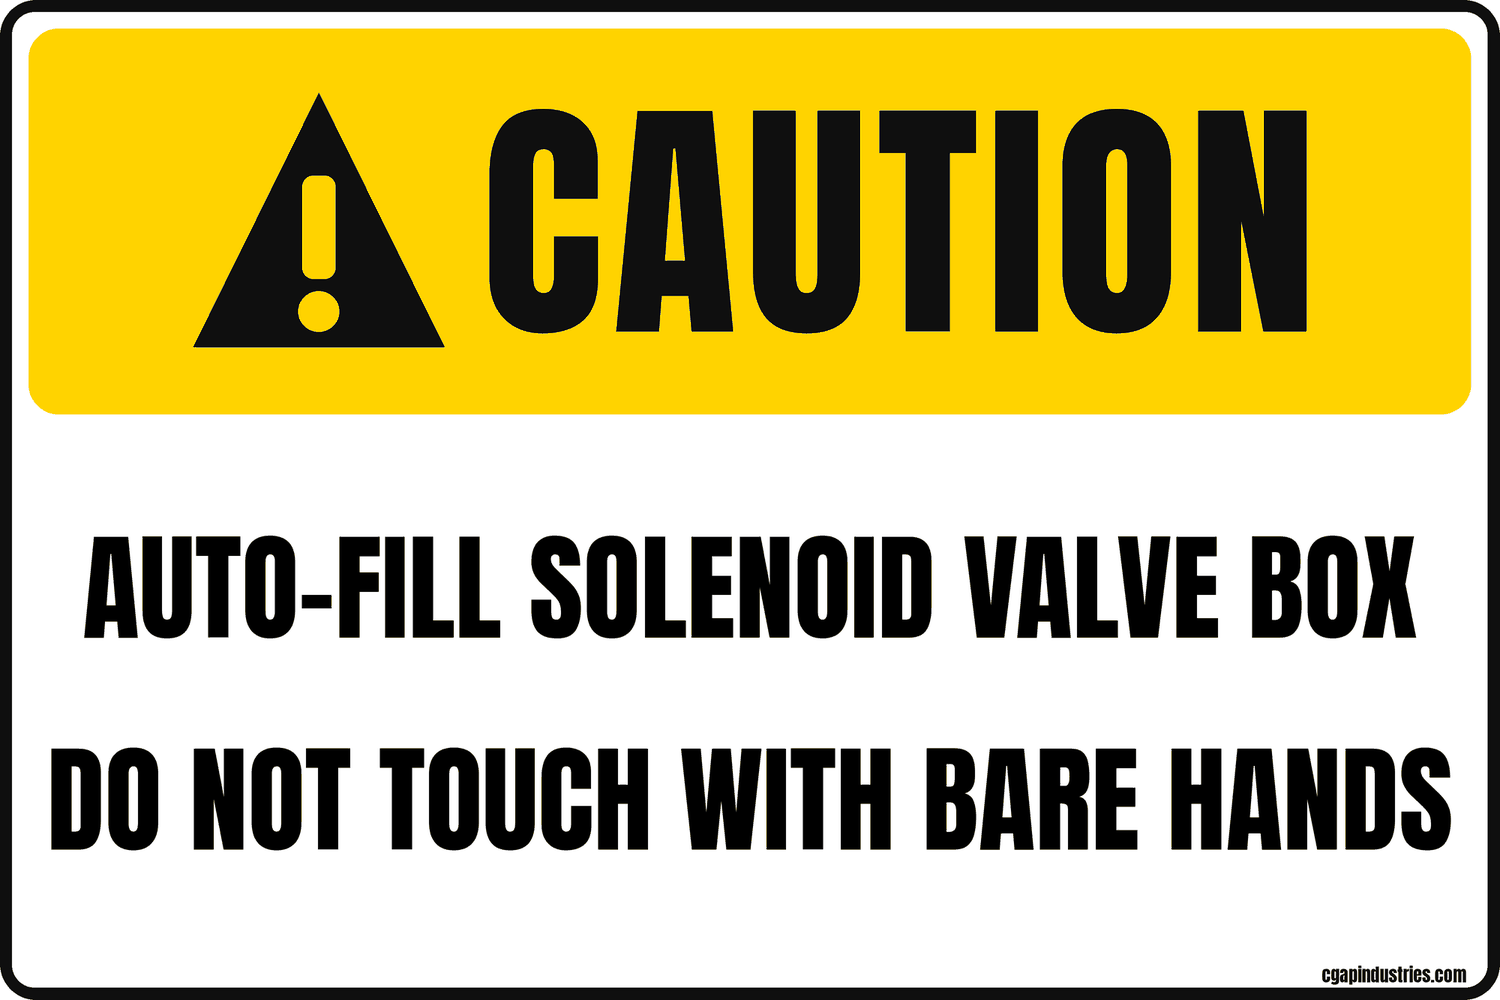 CAUTION
AUTO-FILL SOLENOID VALVE BOX
DO NOT TOUCH WITH BARE HANDS
cgapindustries.com